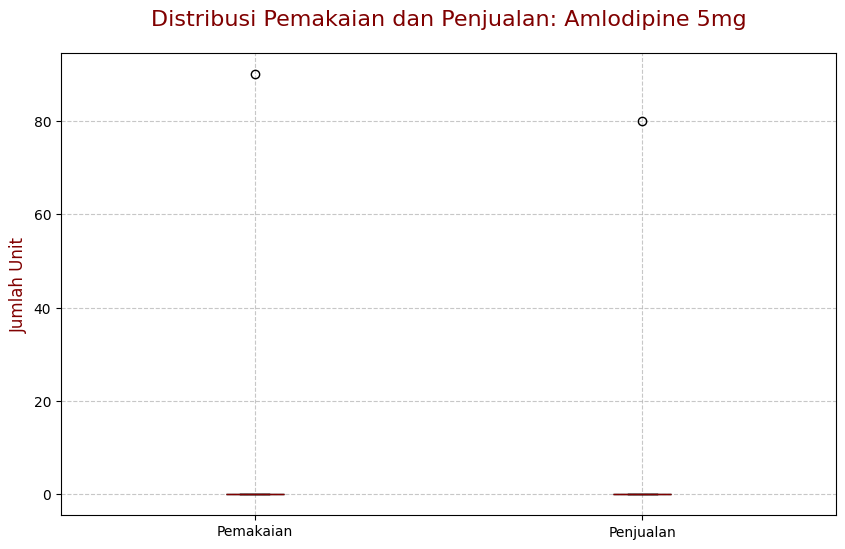 Distribusi Pemakaian dan Penjualan: Amlodipine 5mg
Jumlah Unit
80
60
40
20
0
Pemakaian
Penjualan